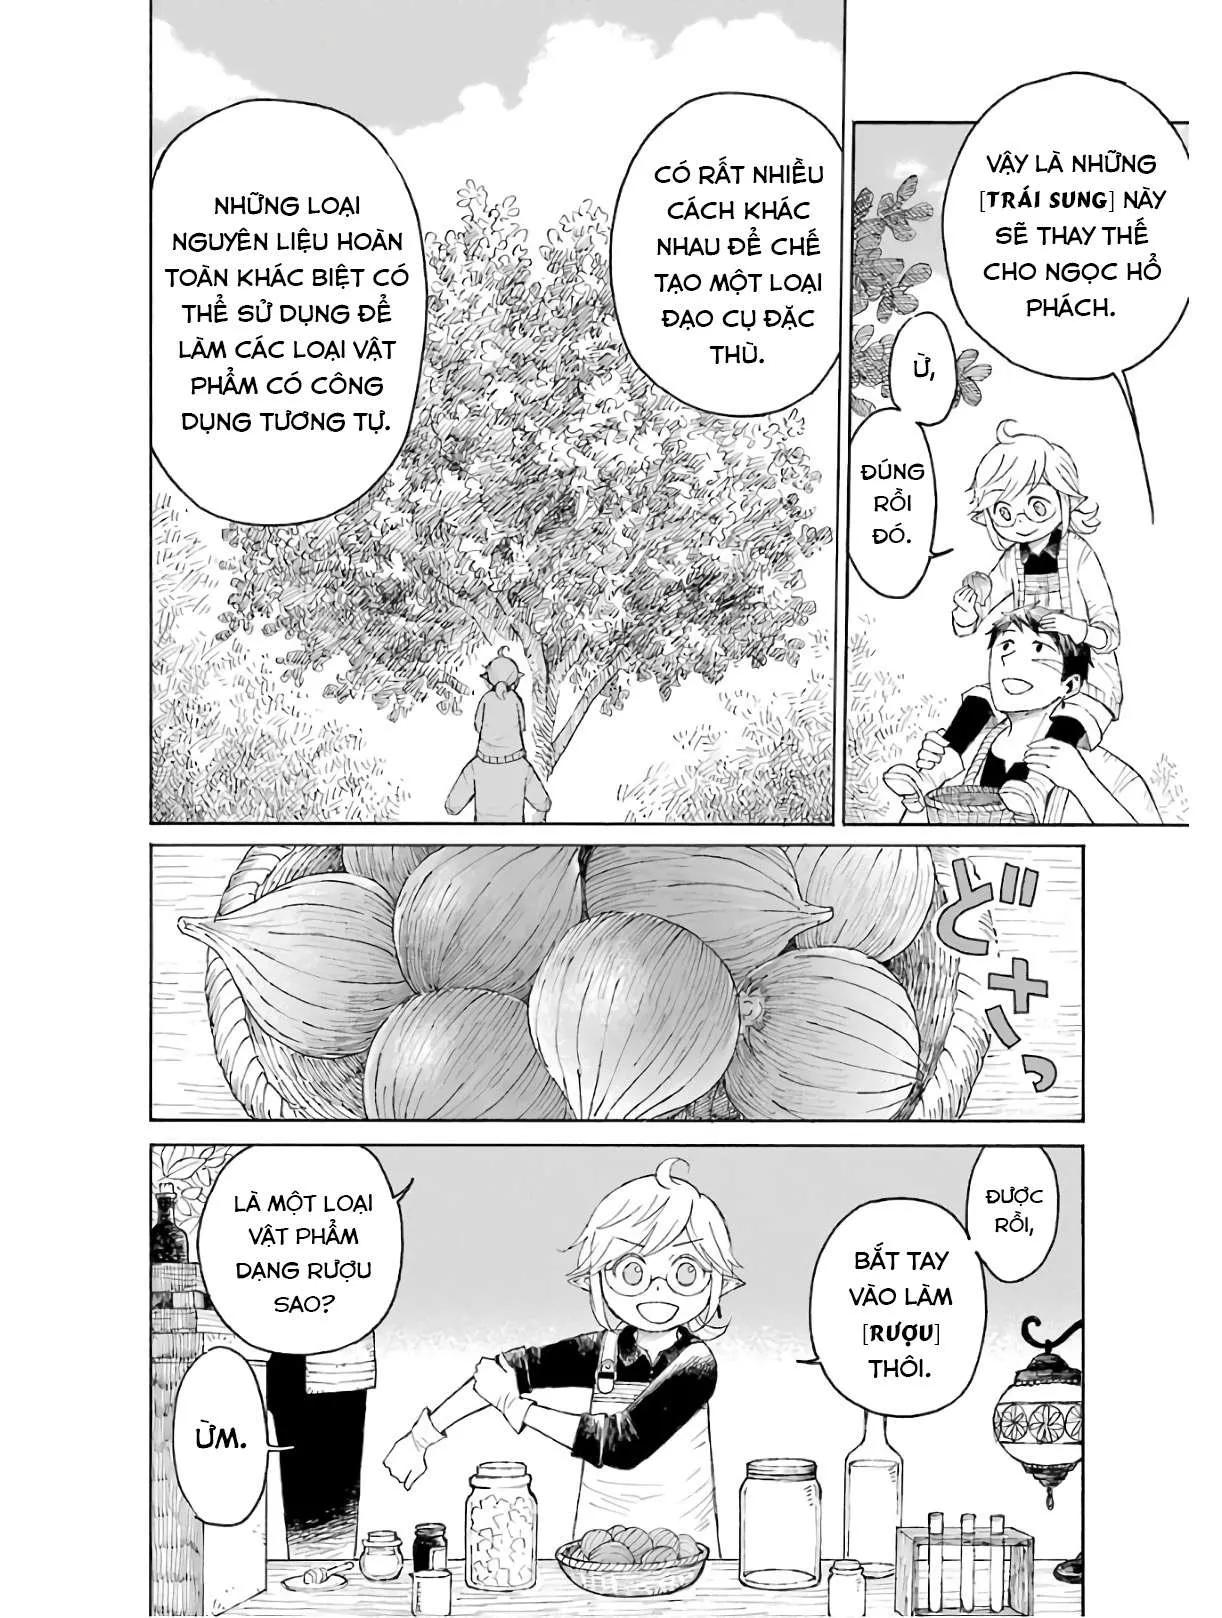 VẬY LÀ NHỮNG
[TRÁI SUNG] NÀY
SẼ THAY THẾ
CHO NGỌC HỔ
PHÁCH.
Ừ,
ĐÚNG
RỒI
ĐÓ.
CÓ RẤT NHIỀU
CÁCH KHÁC
NHAU ĐỂ CHẾ
TẠO MỘT LOẠI
ĐẠO CỤ ĐẶC
THÙ.
NHỮNG LOẠI
NGUYÊN LIỆU HOÀN
TOÀN KHÁC BIỆT CÓ
THỂ SỬ DỤNG ĐỂ
LÀM CÁC LOẠI VẬT
PHẨM CÓ CÔNG
DỤNG TƯƠNG TỰ.
どサッ
ĐƯỢC
RỒI,
BẮT TAY
VÀO LÀM
[RƯỢU]
THÔI.
LÀ MỘT LOẠI
VẬT PHẨM
DẠNG RƯỢU
SAO?
ỪM.